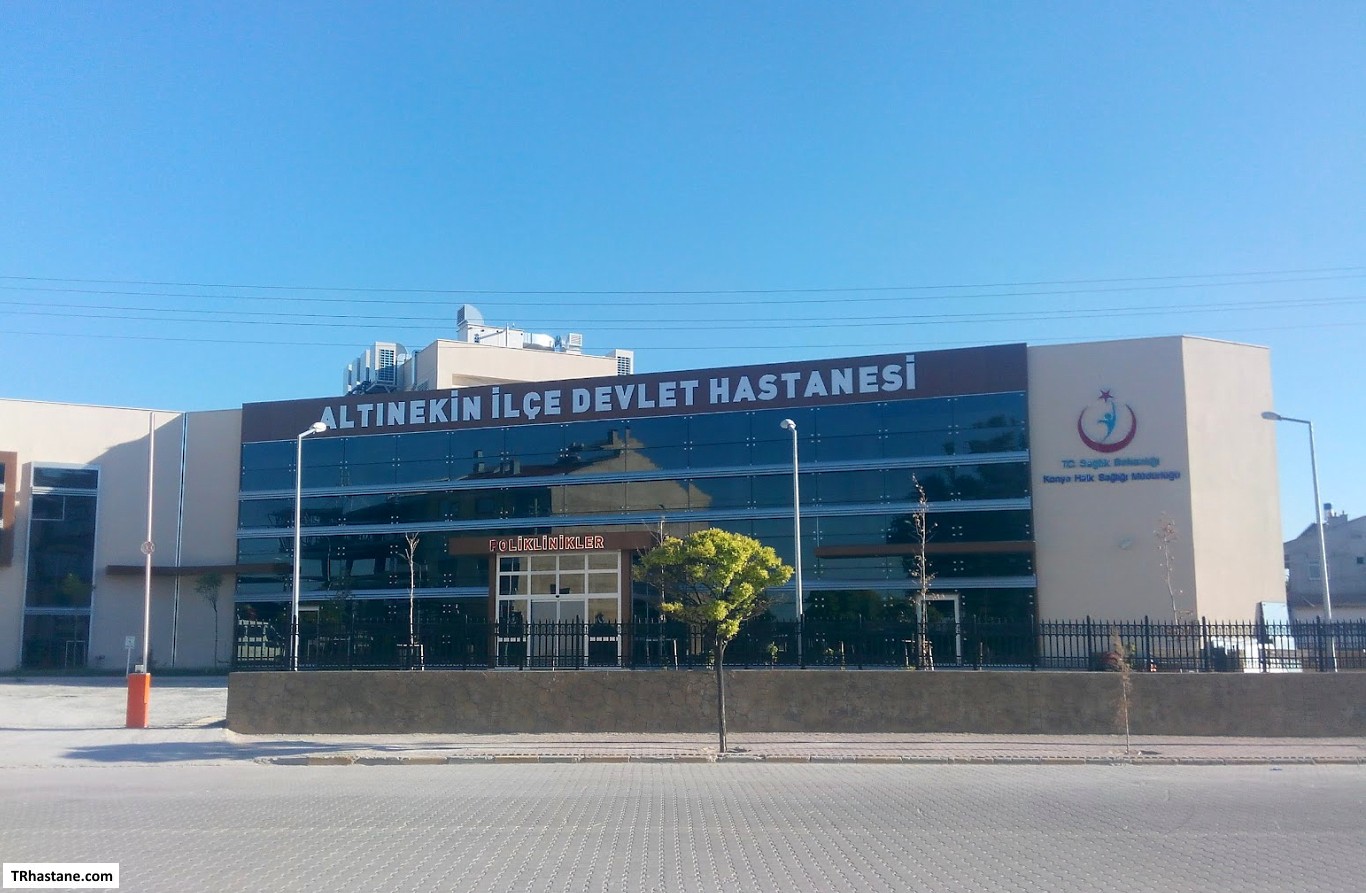 ALTINEKİN İLÇE DEVLET HASTANESİ
T.C. Sağlık Bakanlığı
Konya Halk Sağlığı Müdürlüğü
POLİKLİNİKLER
TRhastane.com